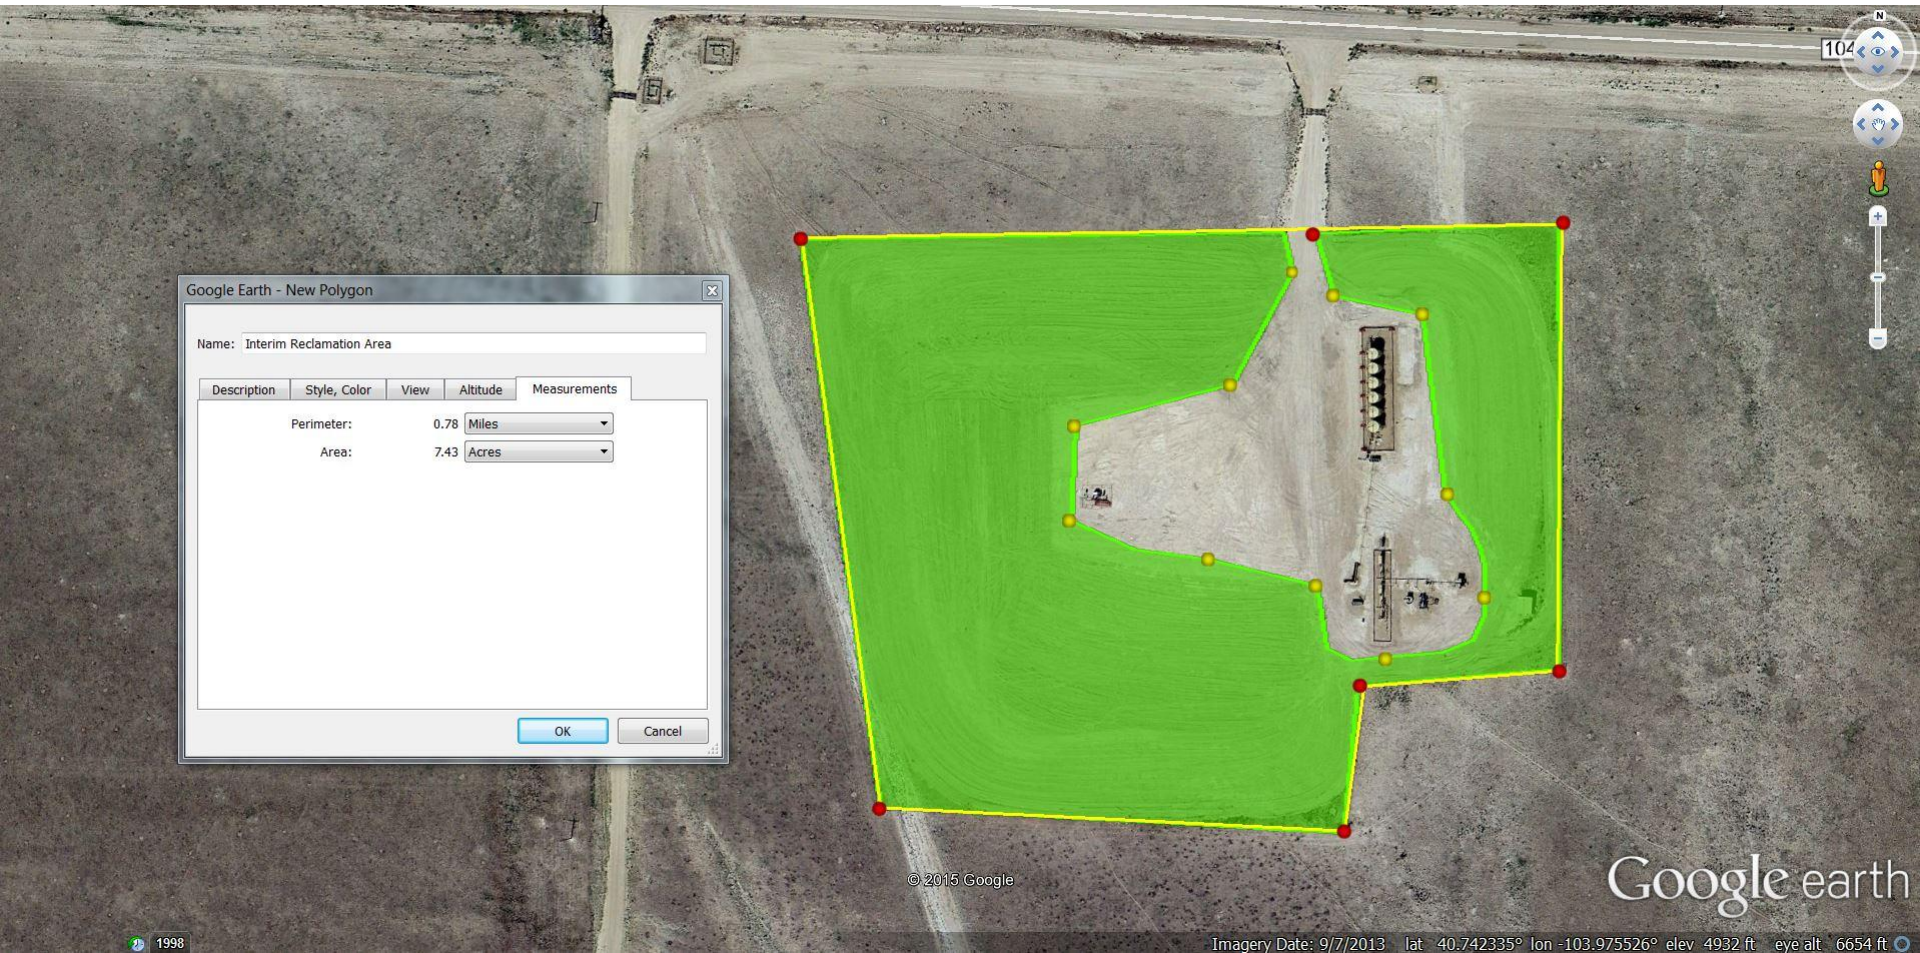 N
104
Google Earth - New Polygon
Name: Interim Reclamation Area
Description Style, Color View Altitude Measurements
Perimeter: 0.78 Miles
Area: 7.43 Acres
OK Cancel
© 2015 Google
Google earth
1998
Imagery Date: 9/7/2013 lat 40.742335° lon -103.975526° elev 4932 ft eye alt 6654 ft